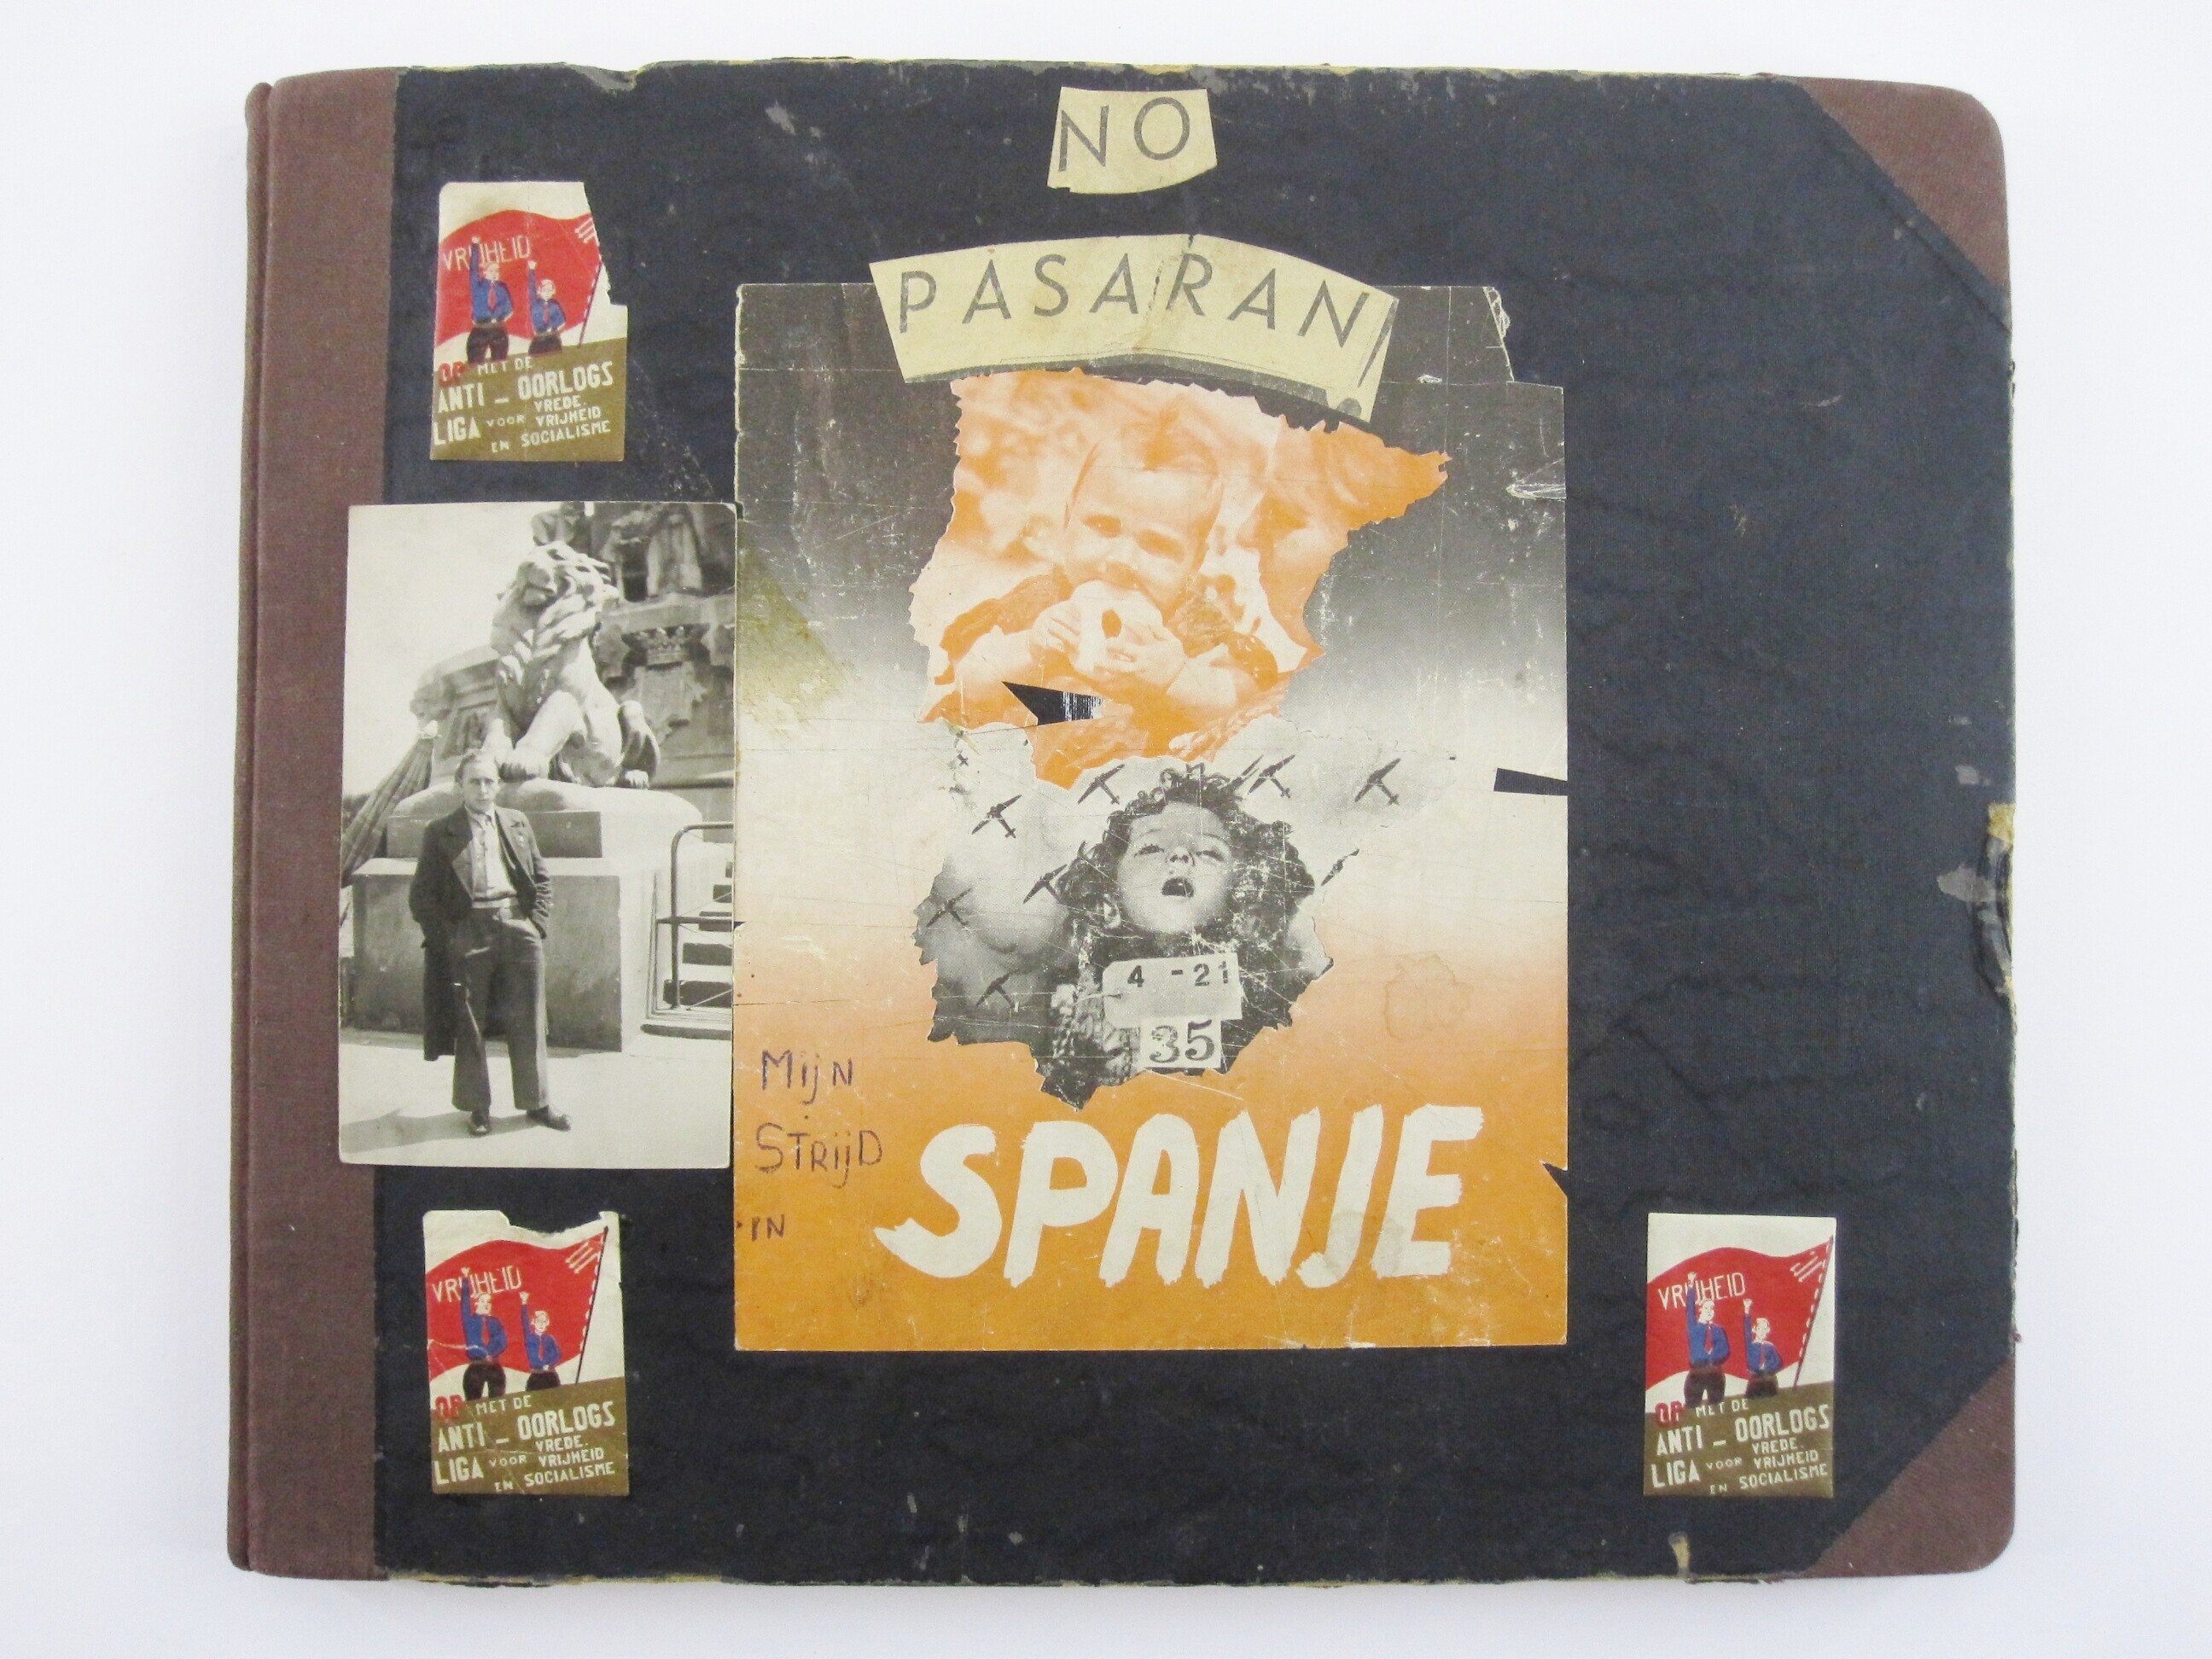 NO
PASARAN!
VRIJHEID
OP MET DE
ANTI - OORLOGS
VREDE.
LIGA VOOR VRIJHEID
EN SOCIALISME
4 - 21
35
MijN
STRijD
IN
SPANJE
VRIJHEID
OP MET DE
ANTI - OORLOGS
VREDE.
LIGA VOOR VRIJHEID
EN SOCIALISME
VRIJHEID
OP MET DE
ANTI - OORLOGS
VREDE.
LIGA VOOR VRIJHEID
EN SOCIALISME